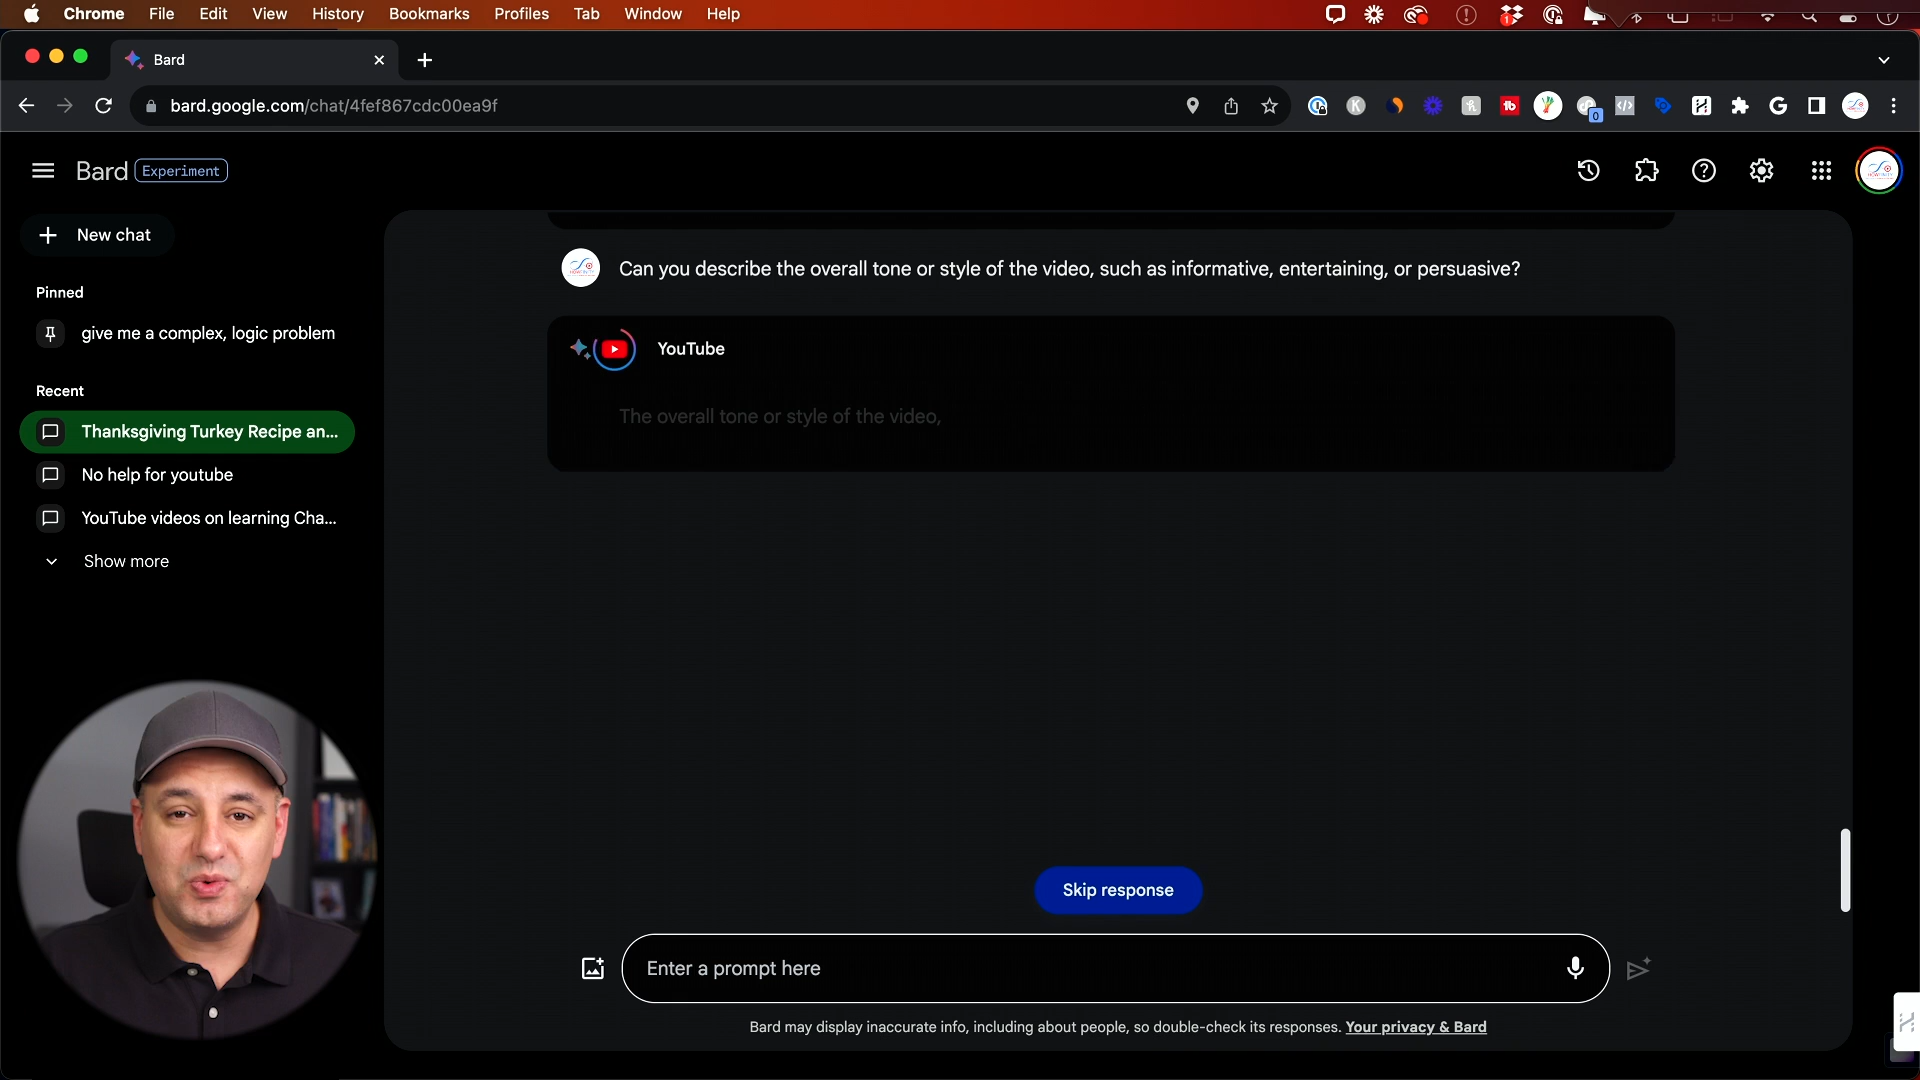 Chrome File Edit View History Bookmarks Profiles Tab Window Help
Bard
bard.google.com/chat/4fef867cdc00ea9f
Bard Experiment
New chat
Pinned
give me a complex, logic problem
Recent
Thanksgiving Turkey Recipe an...
No help for youtube
YouTube videos on learning Cha...
Show more
Can you describe the overall tone or style of the video, such as informative, entertaining, or persuasive?
YouTube
The overall tone or style of the video,
Skip response
Enter a prompt here
Bard may display inaccurate info, including about people, so double-check its responses. Your privacy & Bard